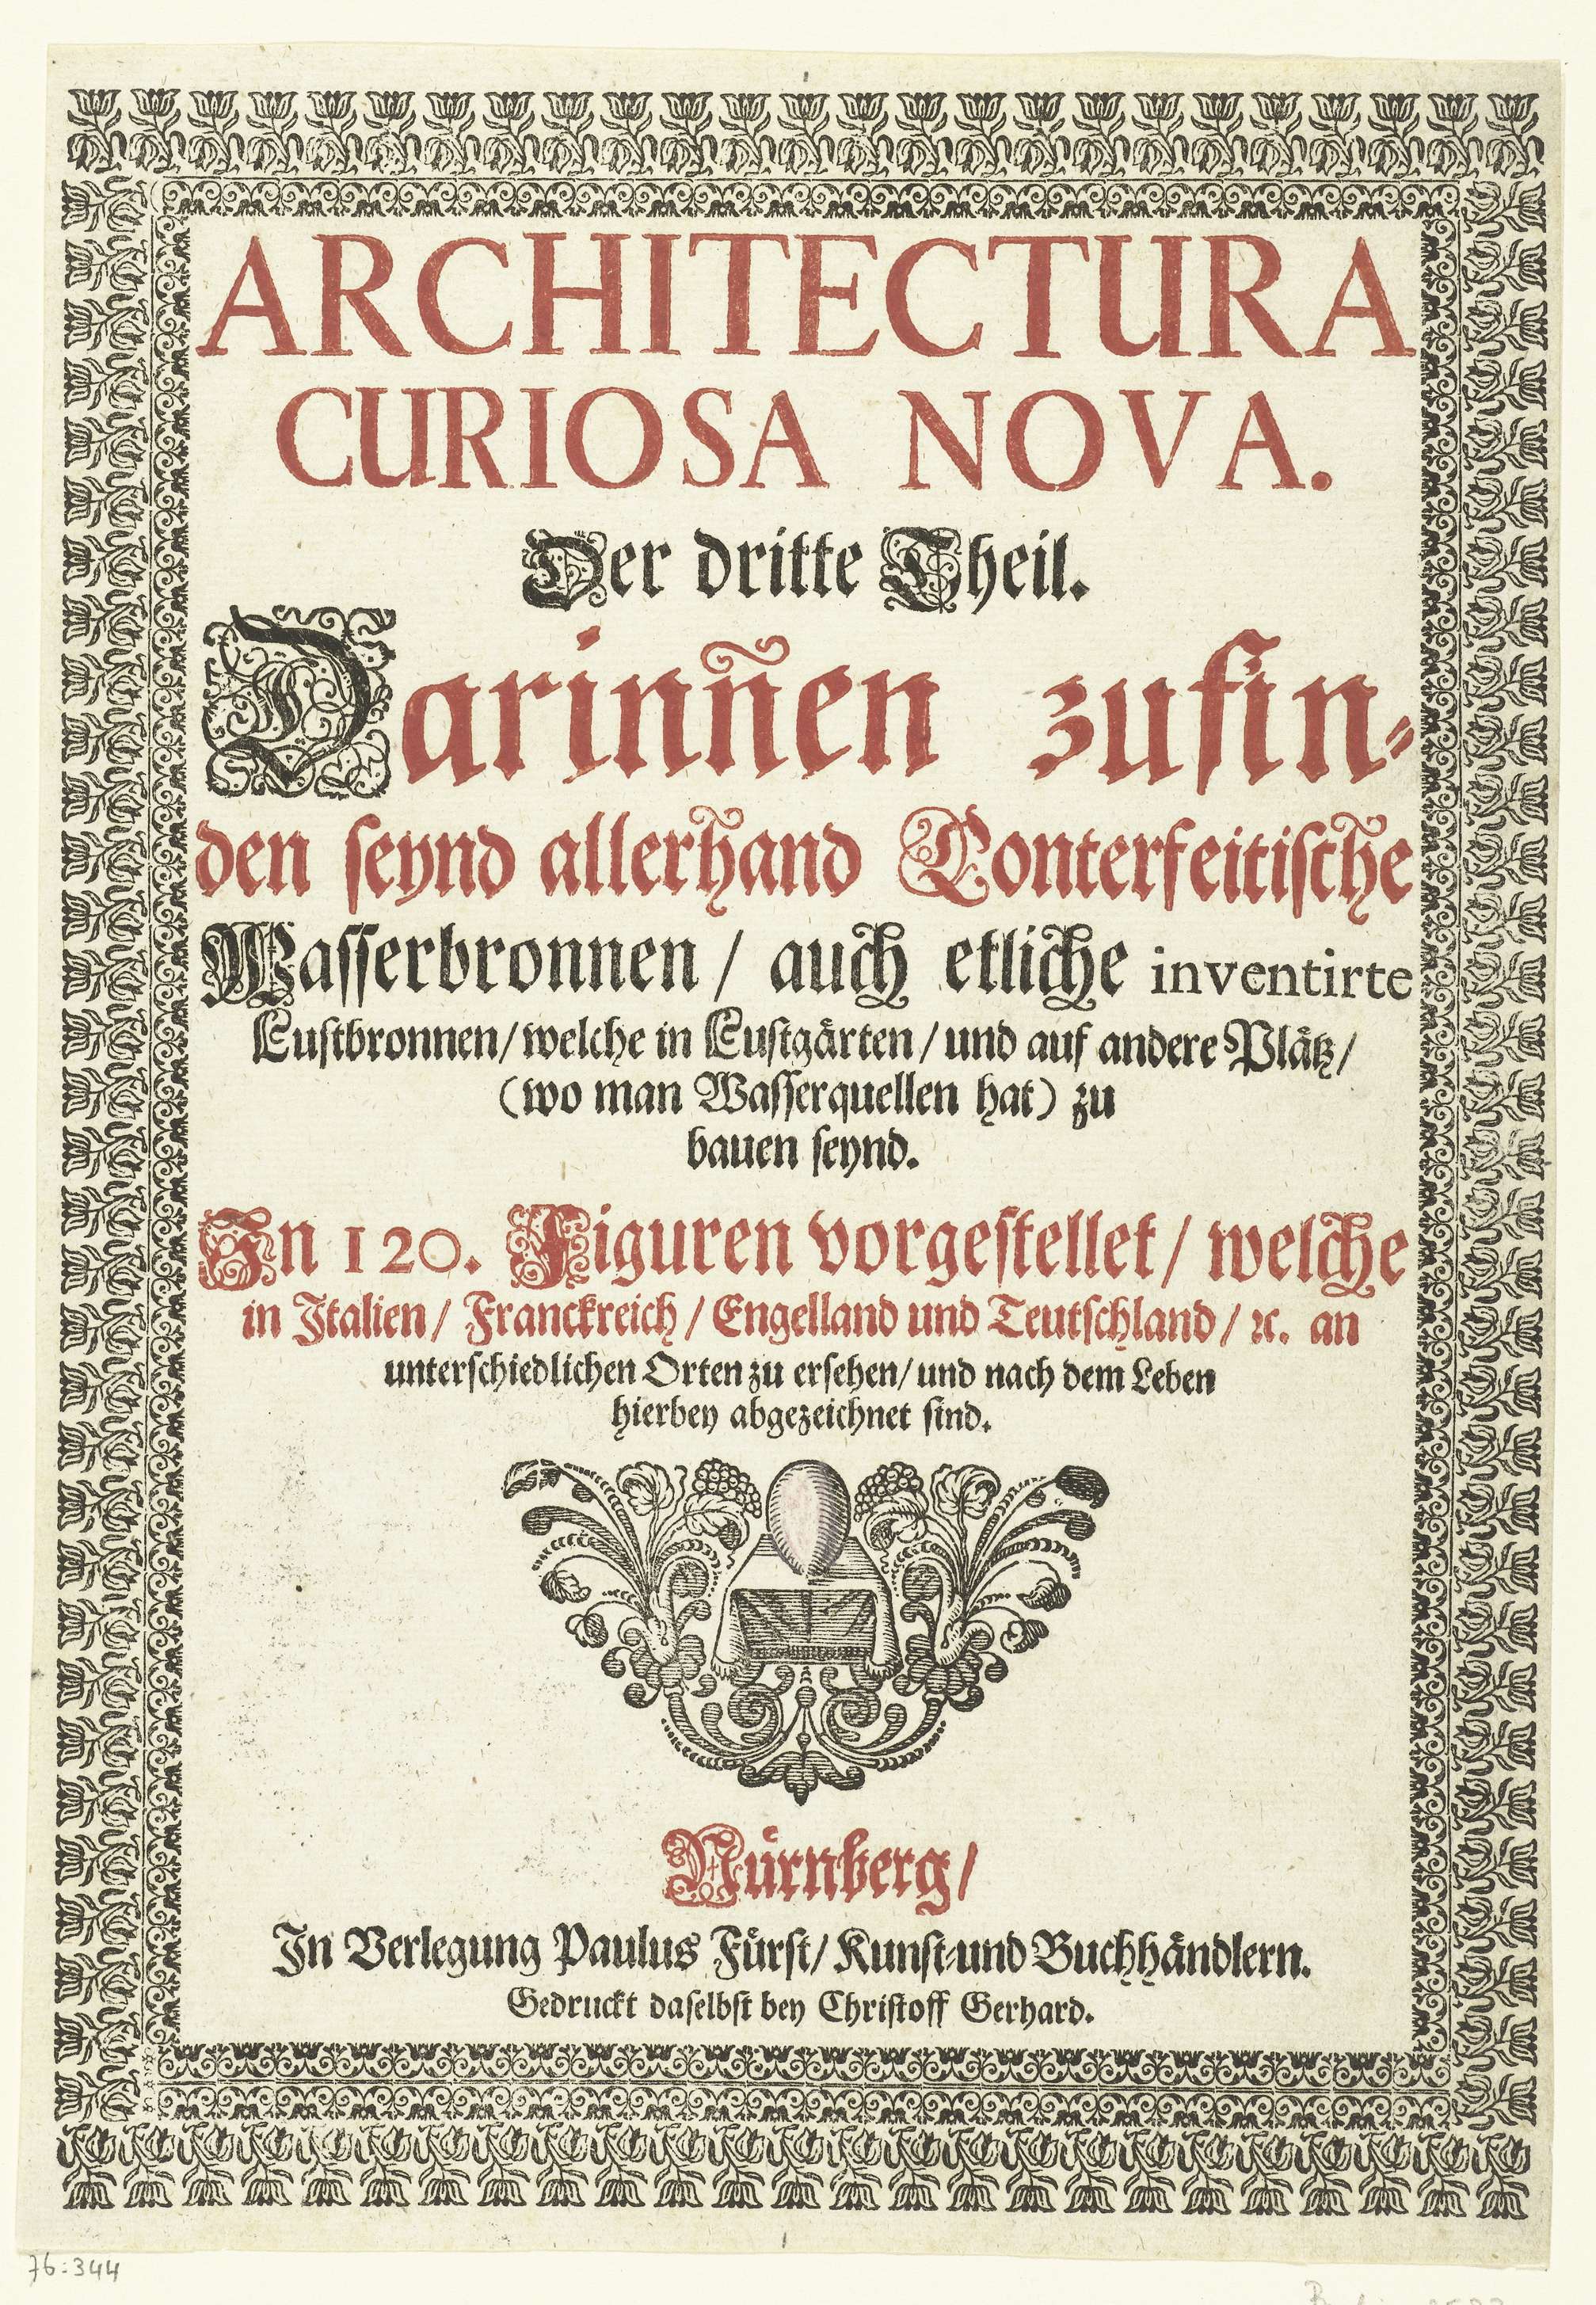 ARCHITECTURA
CURIOSA NOVA.
Der dritte Theil.
Darinñen zufin-
den seynd allerhand Conterfeitische
Wasserbronnen / auch etliche inventirte
Lustbronnen / welche in Lustgärten / und auf andere Plätz /
(wo man Wasserquellen hat) zu
bauen seynd.
In 120. Figuren vorgestellet / welche
in Italien / Franckreich / Engelland und Teutschland / ꝛc. an
unterschiedlichen Orten zu ersehen / und nach dem Leben
hierbey abgezeichnet sind.
Nürnberg /
In Verlegung Paulus Fürst / Kunst- und Buchhändlern.
Gedruckt daselbst bey Christoff Gerhard.
76:344